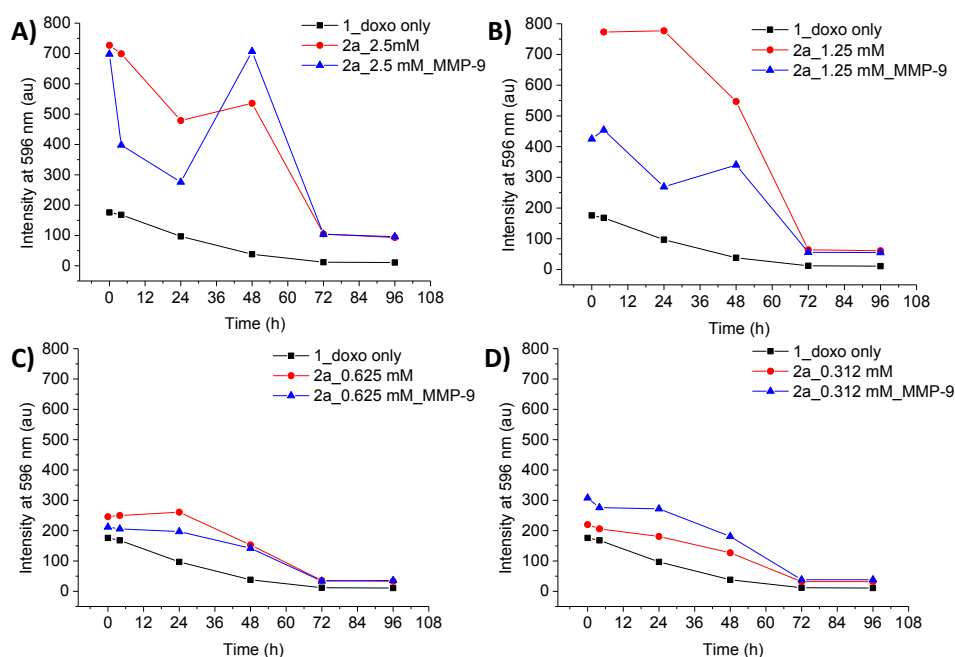 A)
1_doxo only
2a_2.5mM
2a_2.5 mM_MMP-9
Intensity at 596 nm (au)
800
700
600
500
400
300
200
100
0
0 12 24 36 48 60 72 84 96 108
Time (h)
B)
1_doxo only
2a_1.25 mM
2a_1.25 mM_MMP-9
Intensity at 596 nm (au)
800
700
600
500
400
300
200
100
0
0 12 24 36 48 60 72 84 96 108
Time (h)
C)
1_doxo only
2a_0.625 mM
2a_0.625 mM_MMP-9
Intensity at 596 nm (au)
800
700
600
500
400
300
200
100
0
0 12 24 36 48 60 72 84 96 108
Time (h)
D)
1_doxo only
2a_0.312 mM
2a_0.312 mM_MMP-9
Intensity at 596 nm (au)
800
700
600
500
400
300
200
100
0
0 12 24 36 48 60 72 84 96 108
Time (h)